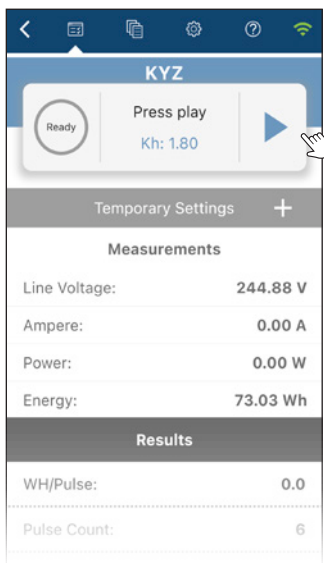 KYZ
Ready
Press play
Kh: 1.80
Temporary Settings +
Measurements
Line Voltage: 244.88 V
Ampere: 0.00 A
Power: 0.00 W
Energy: 73.03 Wh
Results
WH/Pulse: 0.0
Pulse Count: 6